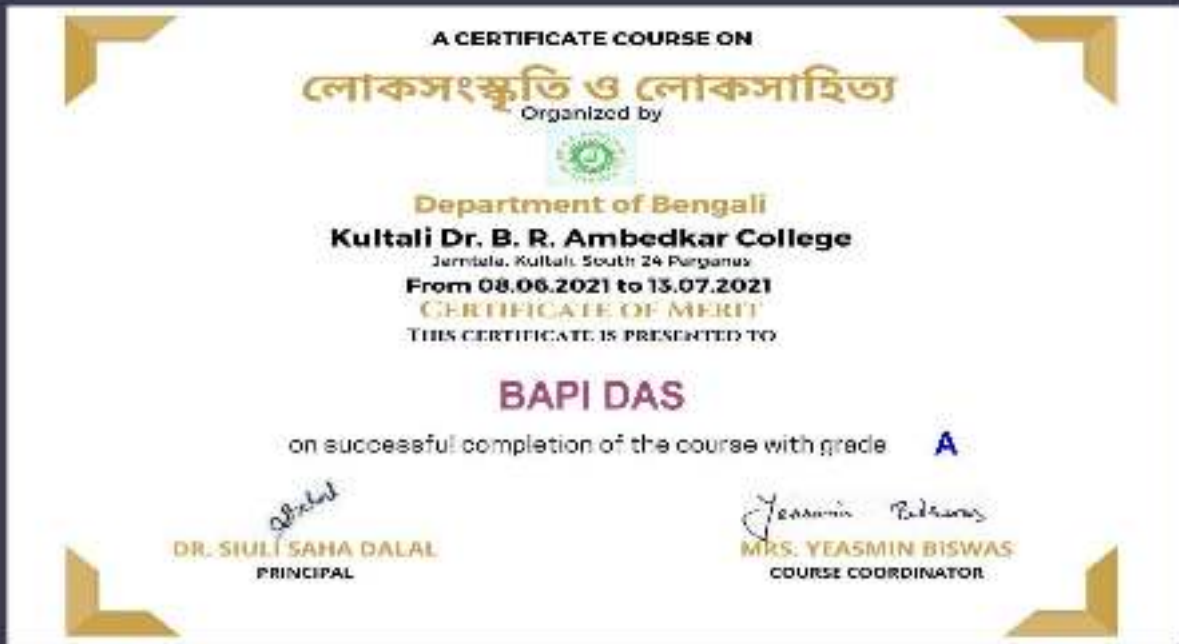 A CERTIFICATE COURSE ON
লোকসংস্কৃতি ও লোকসাহিত্য
Organized by
Department of Bengali
Kultali Dr. B. R. Ambedkar College
Jamtala, Kultali, South 24 Parganas
From 08.06.2021 to 13.07.2021
CERTIFICATE OF MERIT
THIS CERTIFICATE IS PRESENTED TO
BAPI DAS
on successful completion of the course with grade A
Yeasmin Biswas
DR. SIULI SAHA DALAL MRS. YEASMIN BISWAS
PRINCIPAL COURSE COORDINATOR